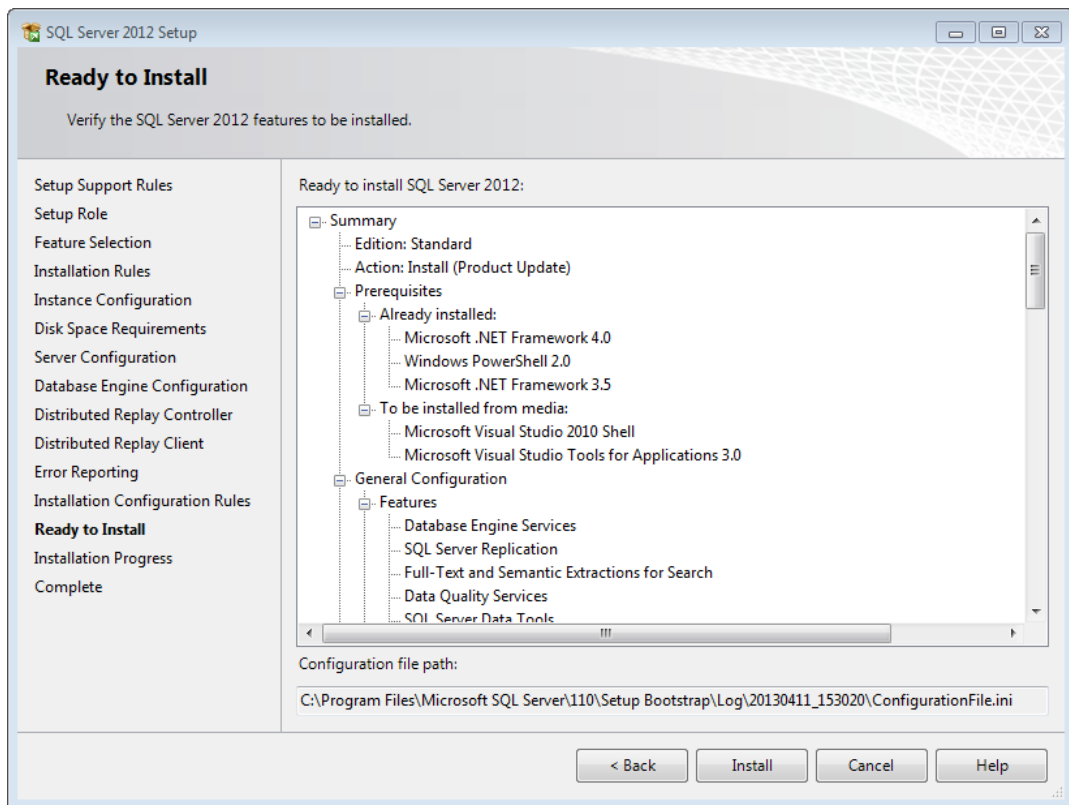 SQL Server 2012 Setup
Ready to Install
Verify the SQL Server 2012 features to be installed.
Setup Support Rules
Setup Role
Feature Selection
Installation Rules
Instance Configuration
Disk Space Requirements
Server Configuration
Database Engine Configuration
Distributed Replay Controller
Distributed Replay Client
Error Reporting
Installation Configuration Rules
Ready to Install
Installation Progress
Complete
Ready to install SQL Server 2012:
Summary
Edition: Standard
Action: Install (Product Update)
Prerequisites
Already installed:
Microsoft .NET Framework 4.0
Windows PowerShell 2.0
Microsoft .NET Framework 3.5
To be installed from media:
Microsoft Visual Studio 2010 Shell
Microsoft Visual Studio Tools for Applications 3.0
General Configuration
Features
Database Engine Services
SQL Server Replication
Full-Text and Semantic Extractions for Search
Data Quality Services
SQL Server Data Tools
Configuration file path:
C:\Program Files\Microsoft SQL Server\110\Setup Bootstrap\Log\20130411_153020\ConfigurationFile.ini
< Back
Install
Cancel
Help